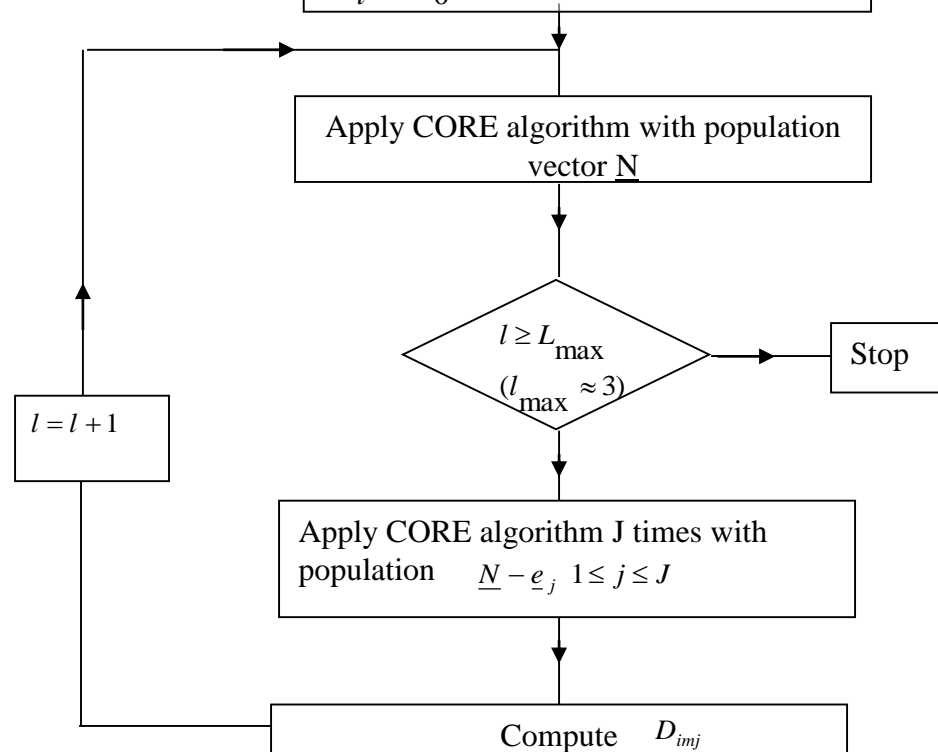 Apply CORE algorithm with population
vector N
l ≥ L_max
(l_max ≈ 3)
Stop
l = l + 1
Apply CORE algorithm J times with
population N − e_j 1 ≤ j ≤ J
Compute D_imj